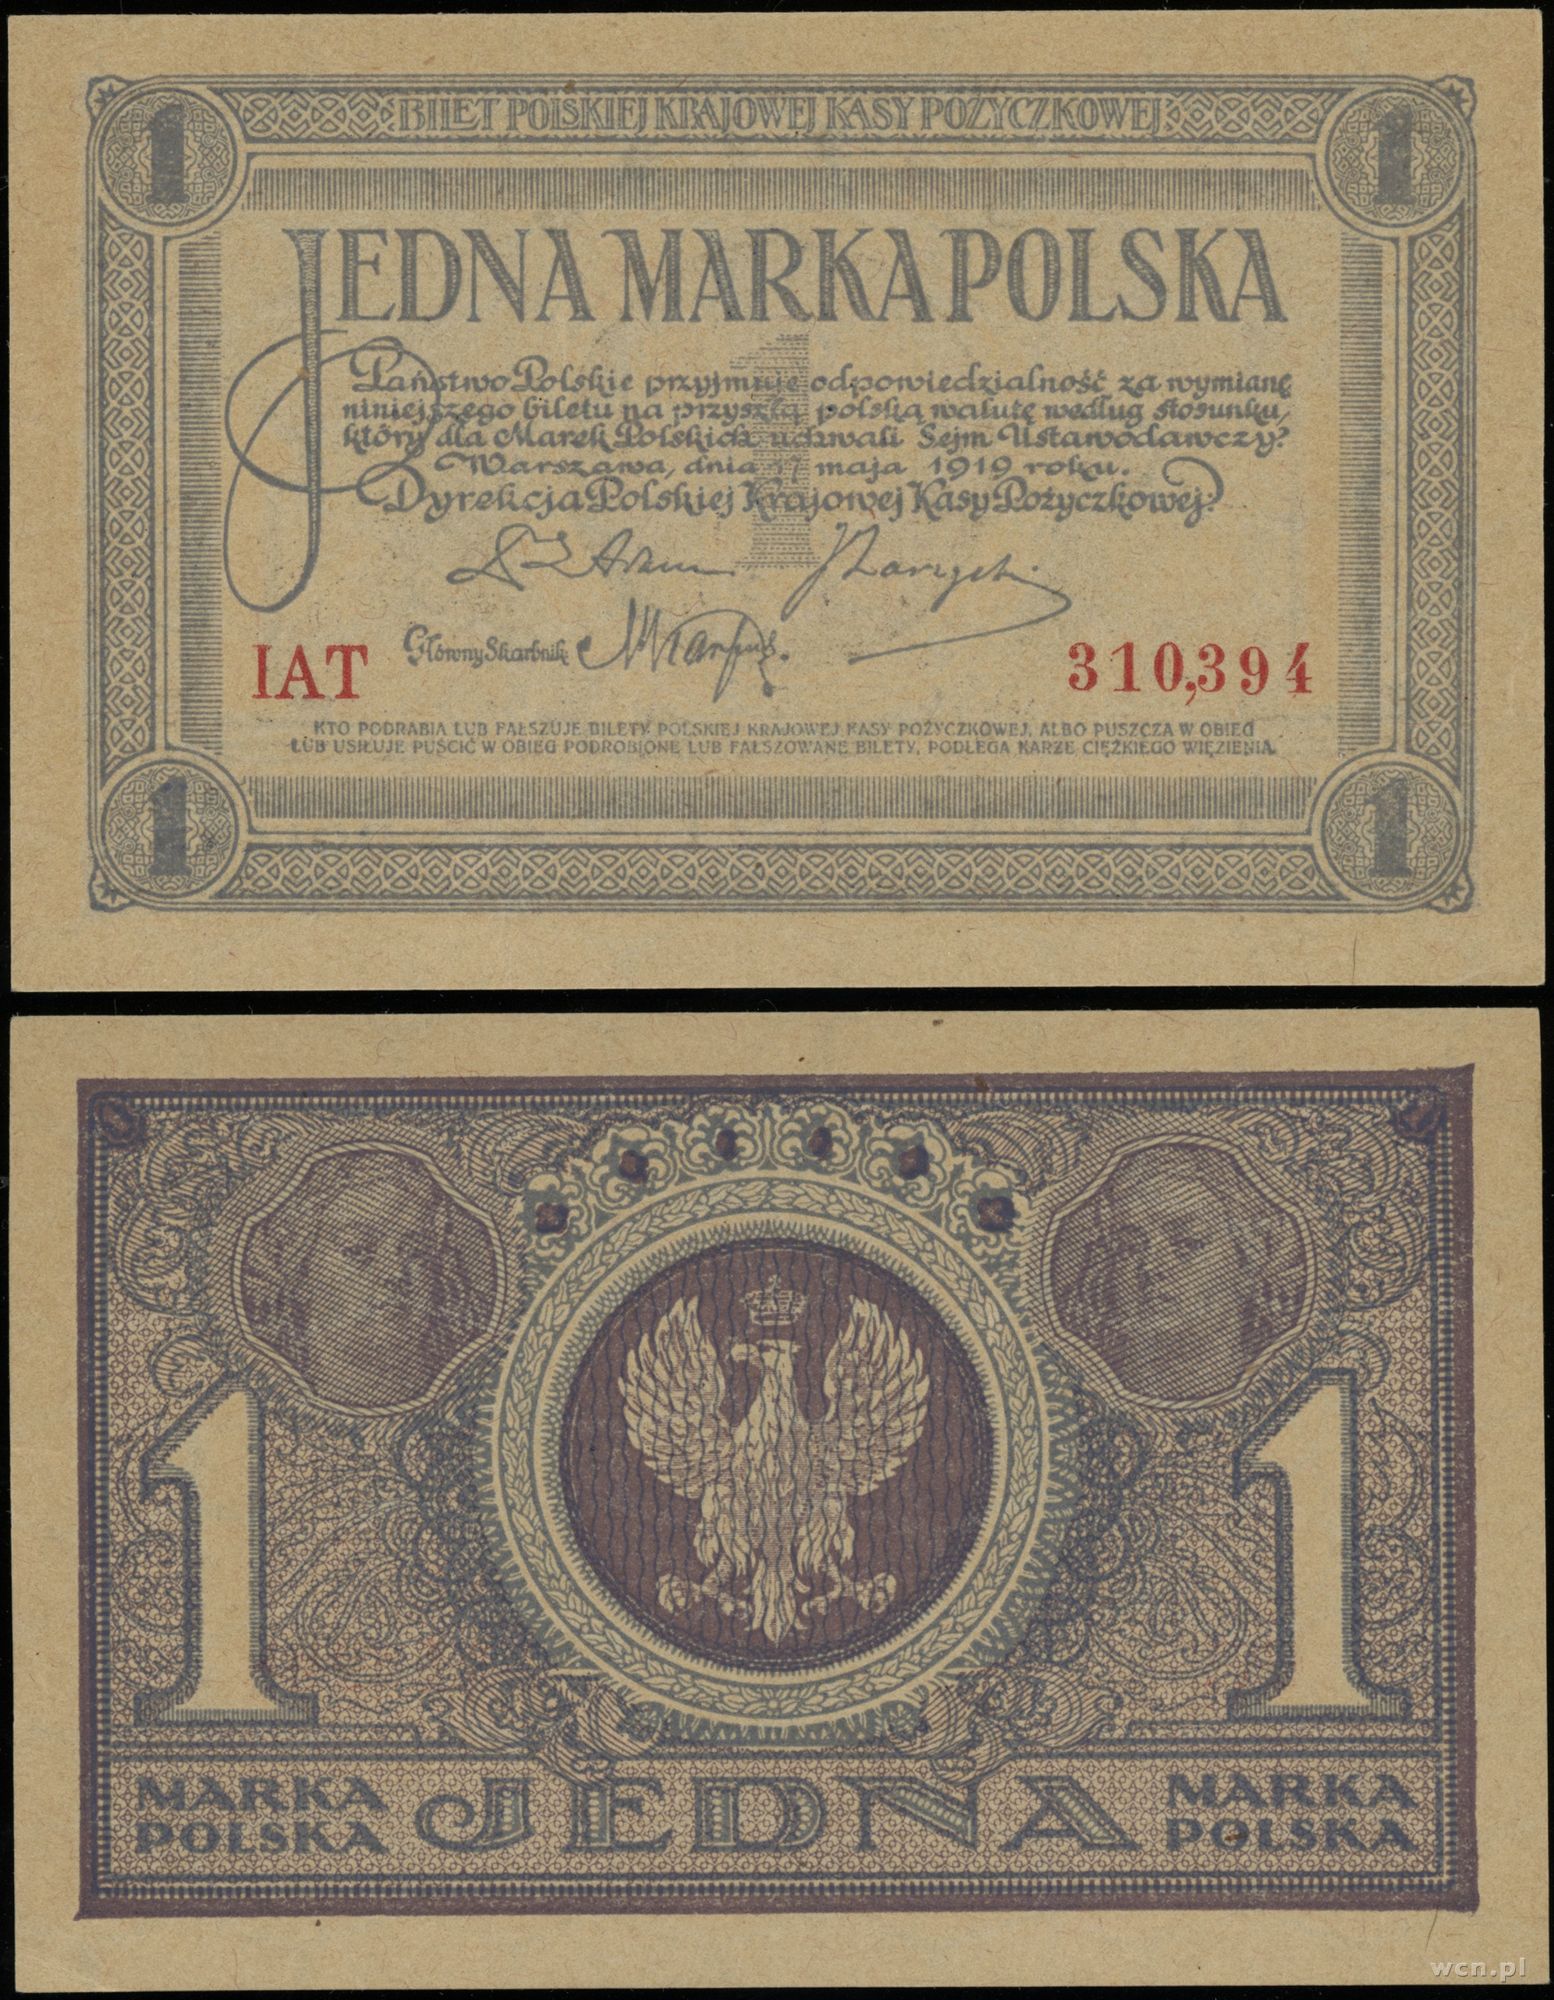 BILET POLSKIEJ KRAJOWEJ KASY POŻYCZKOWEJ
1 1
JEDNA MARKA POLSKA
1
Państwo Polskie przyjmuje odpowiedzialność za wymianę
niniejszego biletu na przyszłą polską walutę według stosunku,
który dla Marek Polskich uchwali Sejm Ustawodawczy.
Warszawa, dnia 17 maja 1919 roku.
Dyrekcja Polskiej Krajowej Kasy Pożyczkowej:
Główny Skarbnik
IAT 310,394
KTO PODRABIA LUB FAŁSZUJE BILETY POLSKIEJ KRAJOWEJ KASY POŻYCZKOWEJ, ALBO PUSZCZA W OBIEG
LUB USIŁUJE PUŚCIĆ W OBIEG PODROBIONE LUB FAŁSZOWANE BILETY, PODLEGA KARZE CIĘŻKIEGO WIĘZIENIA.
1 1
1 1
MARKA JEDNA MARKA
POLSKA POLSKA
wcn.pl